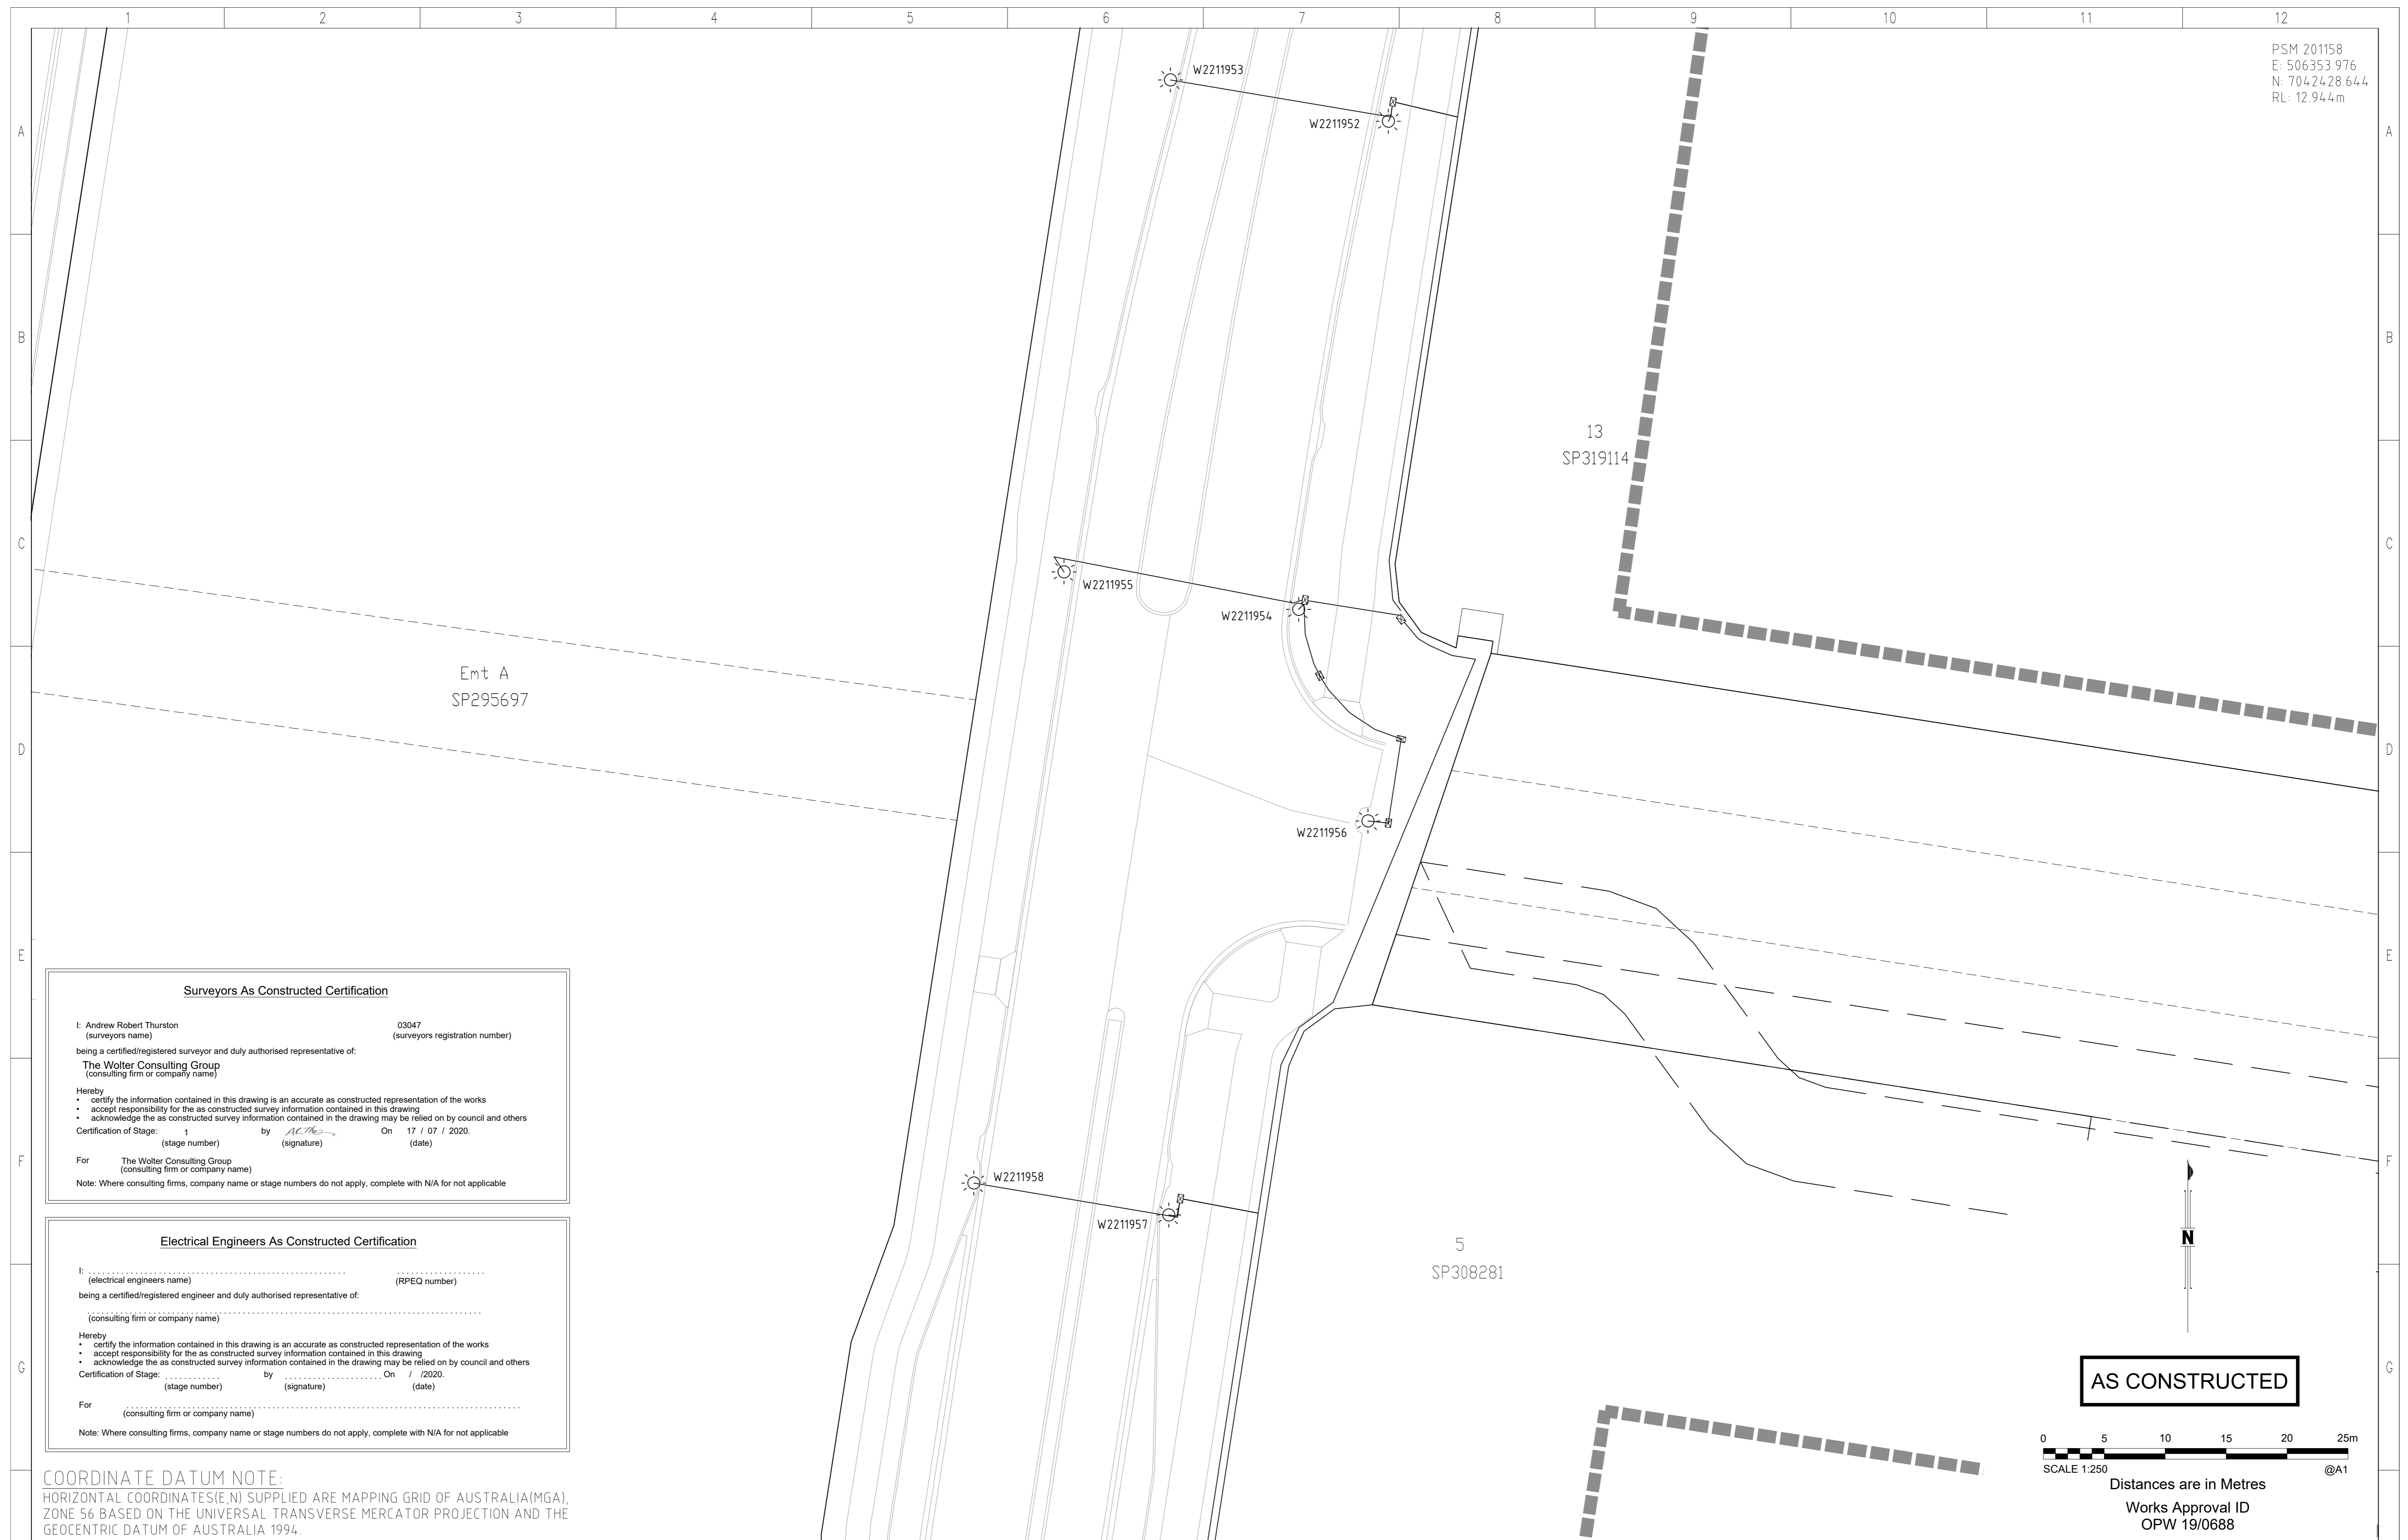 1 2 3 4 5 6 7 8 9 10 11 12
PSM 201158
E: 506353.976
N: 7042428.644
RL: 12.944m
W2211953
W2211952
A A
B B
13
SP319114
C C
W2211955
W2211954
Emt A
SP295697
D D
W2211956
E E
Surveyors As Constructed Certification
I: Andrew Robert Thurston 03047
(surveyors name) (surveyors registration number)
being a certified/registered surveyor and duly authorised representative of:
The Wolter Consulting Group
(consulting firm or company name)
Hereby
• certify the information contained in this drawing is an accurate as constructed representation of the works
• accept responsibility for the as constructed survey information contained in this drawing
• acknowledge the as constructed survey information contained in the drawing may be relied on by council and others
Certification of Stage: 1 by On 17 / 07 / 2020.
(stage number) (signature) (date)
For The Wolter Consulting Group
(consulting firm or company name)
Note: Where consulting firms, company name or stage numbers do not apply, complete with N/A for not applicable
F F
W2211958
W2211957
5
SP308281
N
Electrical Engineers As Constructed Certification
I:
(electrical engineers name) (RPEQ number)
being a certified/registered engineer and duly authorised representative of:
(consulting firm or company name)
Hereby
• certify the information contained in this drawing is an accurate as constructed representation of the works
• accept responsibility for the as constructed survey information contained in this drawing
• acknowledge the as constructed survey information contained in the drawing may be relied on by council and others
Certification of Stage: by On / /2020.
(stage number) (signature) (date)
For
(consulting firm or company name)
Note: Where consulting firms, company name or stage numbers do not apply, complete with N/A for not applicable
G G
AS CONSTRUCTED
0 5 10 15 20 25m
SCALE 1:250 @A1
Distances are in Metres
Works Approval ID
OPW 19/0688
COORDINATE DATUM NOTE:
HORIZONTAL COORDINATES(E,N) SUPPLIED ARE MAPPING GRID OF AUSTRALIA(MGA),
ZONE 56 BASED ON THE UNIVERSAL TRANSVERSE MERCATOR PROJECTION AND THE
GEOCENTRIC DATUM OF AUSTRALIA 1994.